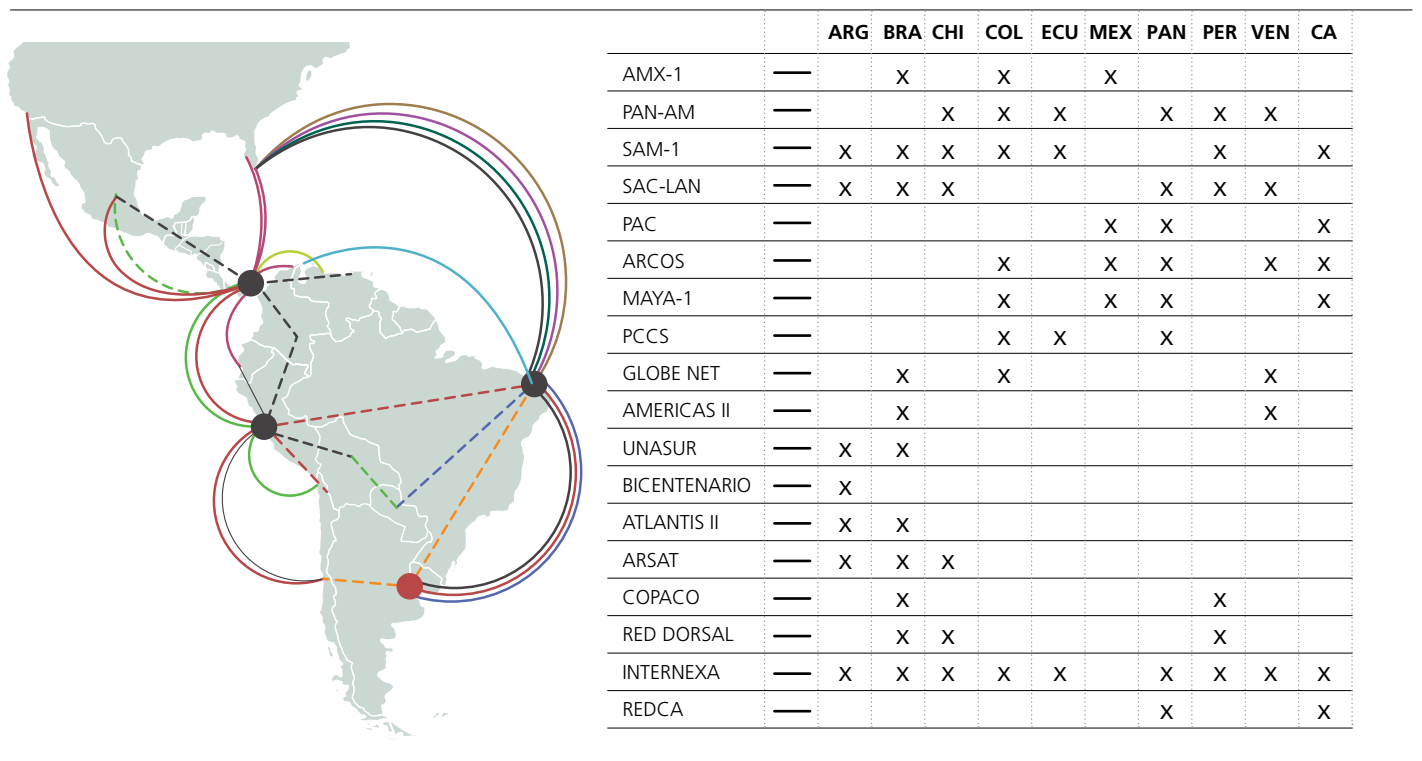 ARG BRA CHI COL ECU MEX PAN PER VEN CA
AMX-1 x x x
PAN-AM x x x x x x
SAM-1 x x x x x x x
SAC-LAN x x x x x x
PAC x x x
ARCOS x x x x x
MAYA-1 x x x x
PCCS x x x
GLOBE NET x x x
AMERICAS II x x
UNASUR x x
BICENTENARIO x
ATLANTIS II x x
ARSAT x x x
COPACO x x
RED DORSAL x x x
INTERNEXA x x x x x x x x x
REDCA x x